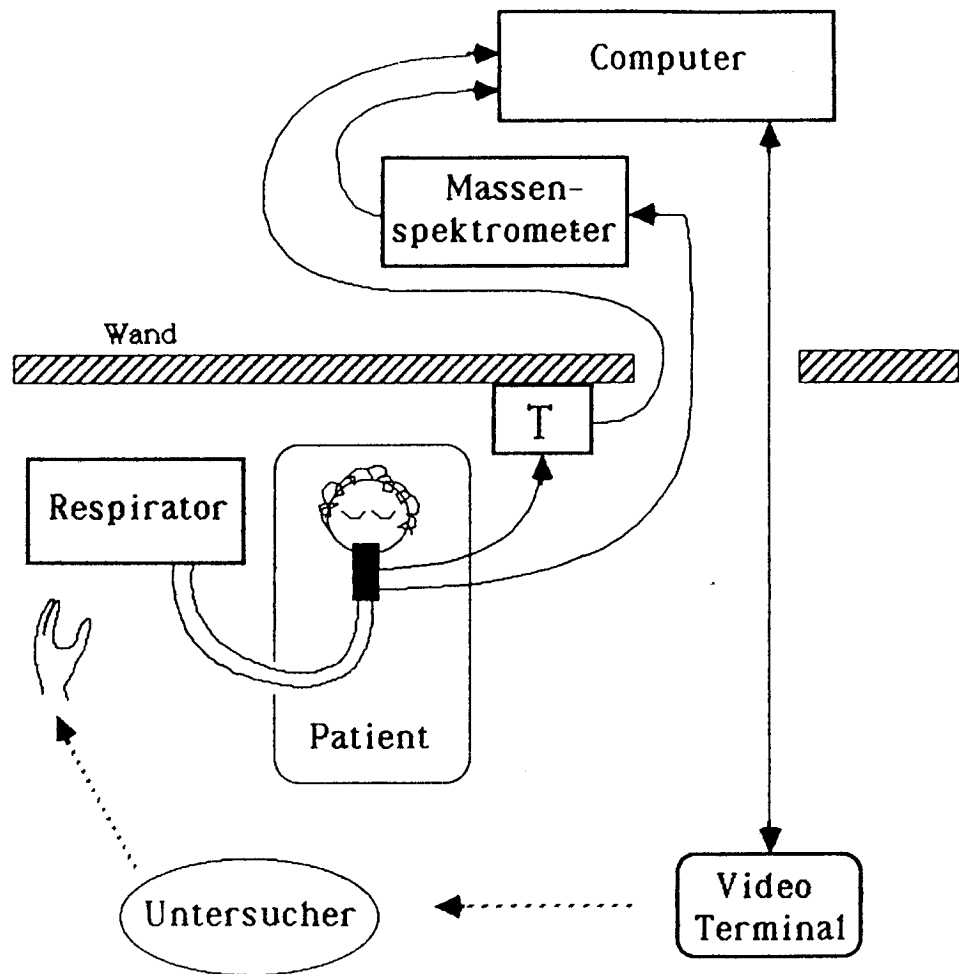 Computer
Massen-
spektrometer
Wand
T
Respirator
Patient
Untersucher
Video
Terminal